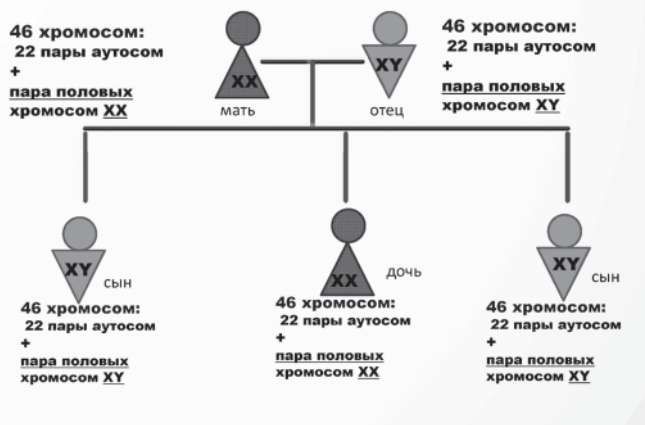 46 хромосом:
22 пары аутосом
+
пара половых
хромосом XX
XX
мать
XY
отец
46 хромосом:
22 пары аутосом
+
пара половых
хромосом XY
XY
сын
46 хромосом:
22 пары аутосом
+
пара половых
хромосом XY
XX
дочь
46 хромосом:
22 пары аутосом
+
пара половых
хромосом XX
XY
сын
46 хромосом:
22 пары аутосом
+
пара половых
хромосом XY